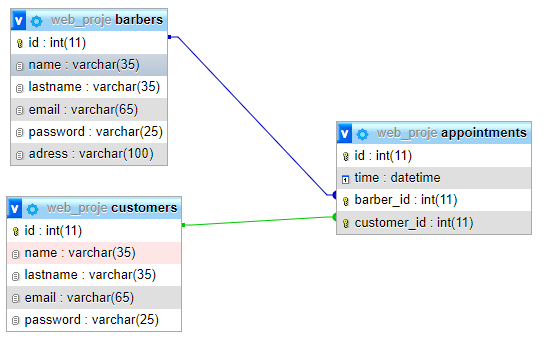 web_proje barbers
id : int(11)
name : varchar(35)
lastname : varchar(35)
email : varchar(65)
password : varchar(25)
adress : varchar(100)
web_proje customers
id : int(11)
name : varchar(35)
lastname : varchar(35)
email : varchar(65)
password : varchar(25)
web_proje appointments
id : int(11)
time : datetime
barber_id : int(11)
customer_id : int(11)